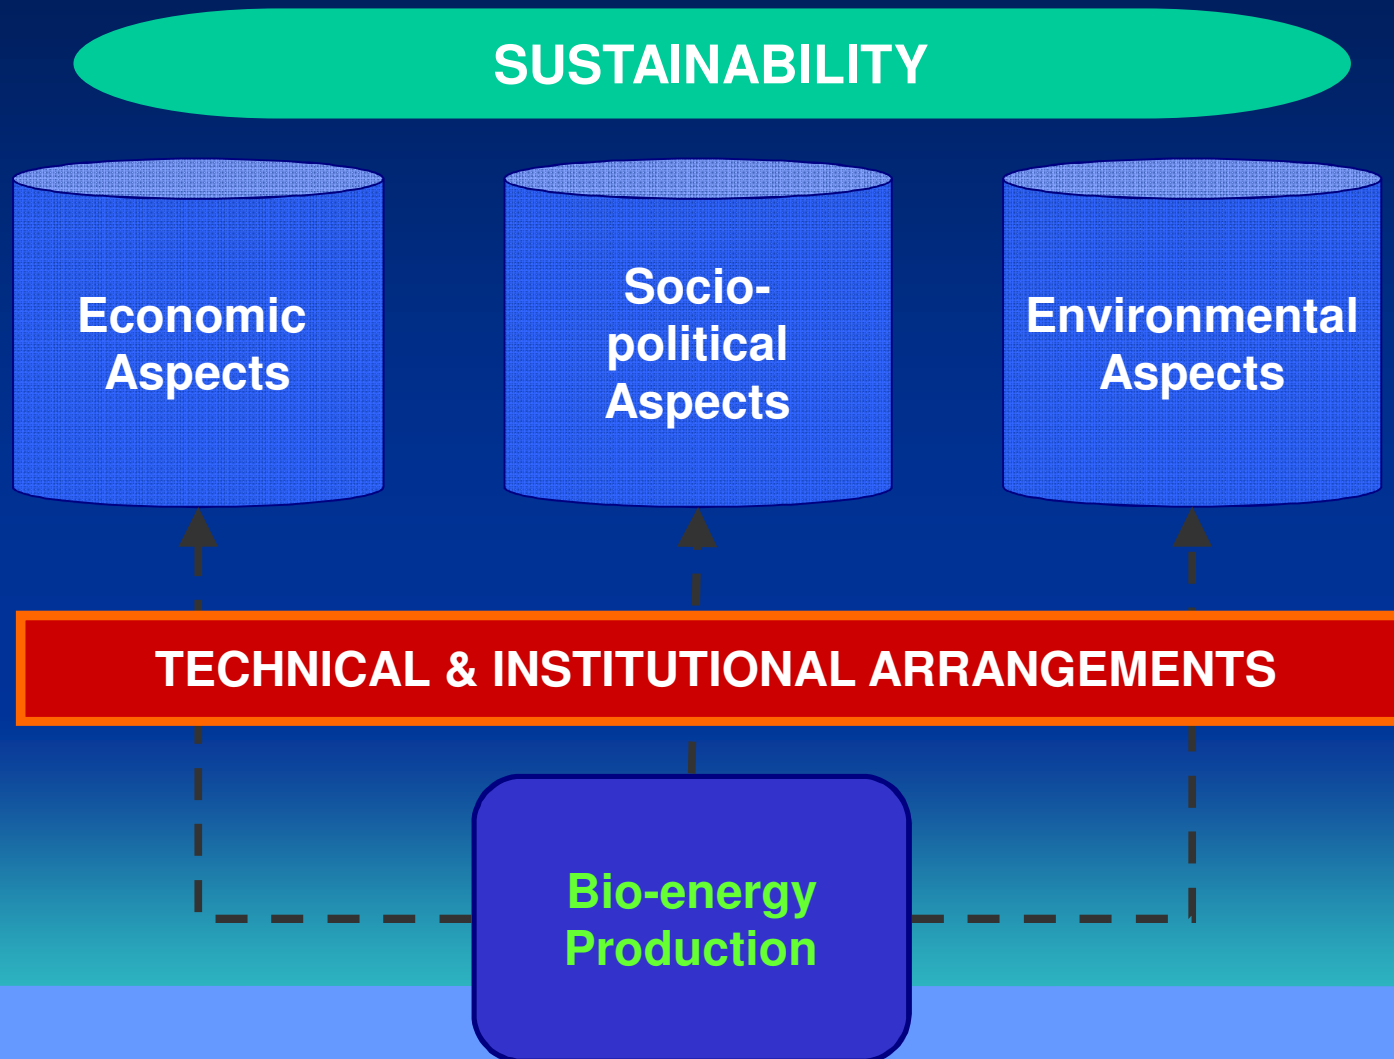 SUSTAINABILITY
Economic
Aspects
Socio-
political
Aspects
Environmental
Aspects
TECHNICAL & INSTITUTIONAL ARRANGEMENTS
Bio-energy
Production